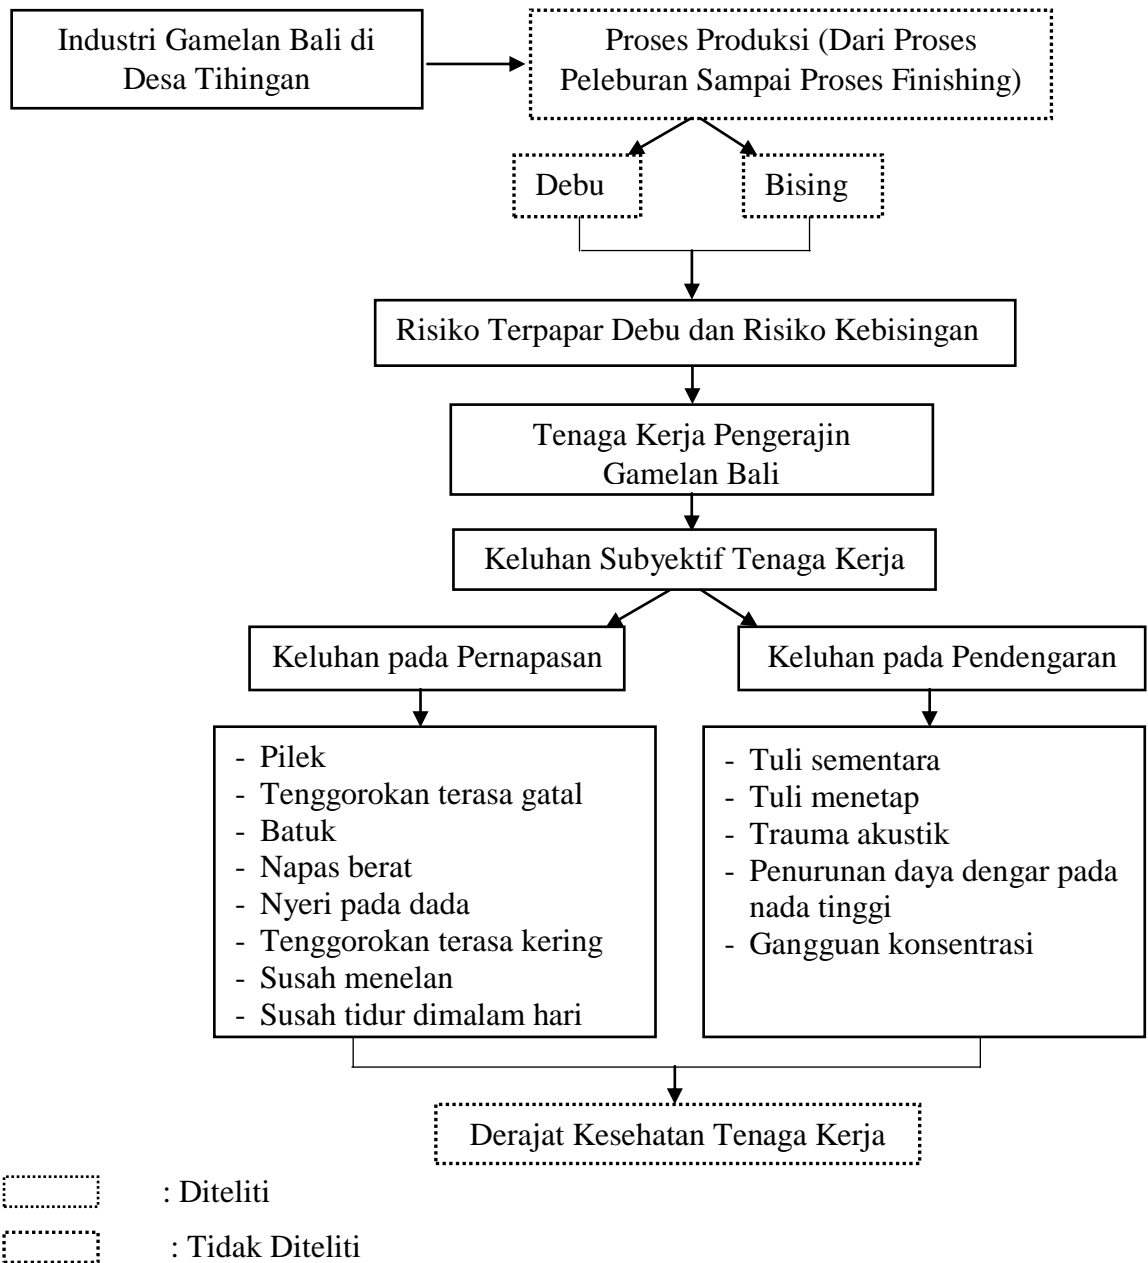 Industri Gamelan Bali di
Desa Tihingan
Proses Produksi (Dari Proses
Peleburan Sampai Proses Finishing)
Debu
Bising
Risiko Terpapar Debu dan Risiko Kebisingan
Tenaga Kerja Pengerajin
Gamelan Bali
Keluhan Subyektif Tenaga Kerja
Keluhan pada Pernapasan
Keluhan pada Pendengaran
- Pilek
- Tenggorokan terasa gatal
- Batuk
- Napas berat
- Nyeri pada dada
- Tenggorokan terasa kering
- Susah menelan
- Susah tidur dimalam hari
- Tuli sementara
- Tuli menetap
- Trauma akustik
- Penurunan daya dengar pada
nada tinggi
- Gangguan konsentrasi
Derajat Kesehatan Tenaga Kerja
: Diteliti
: Tidak Diteliti